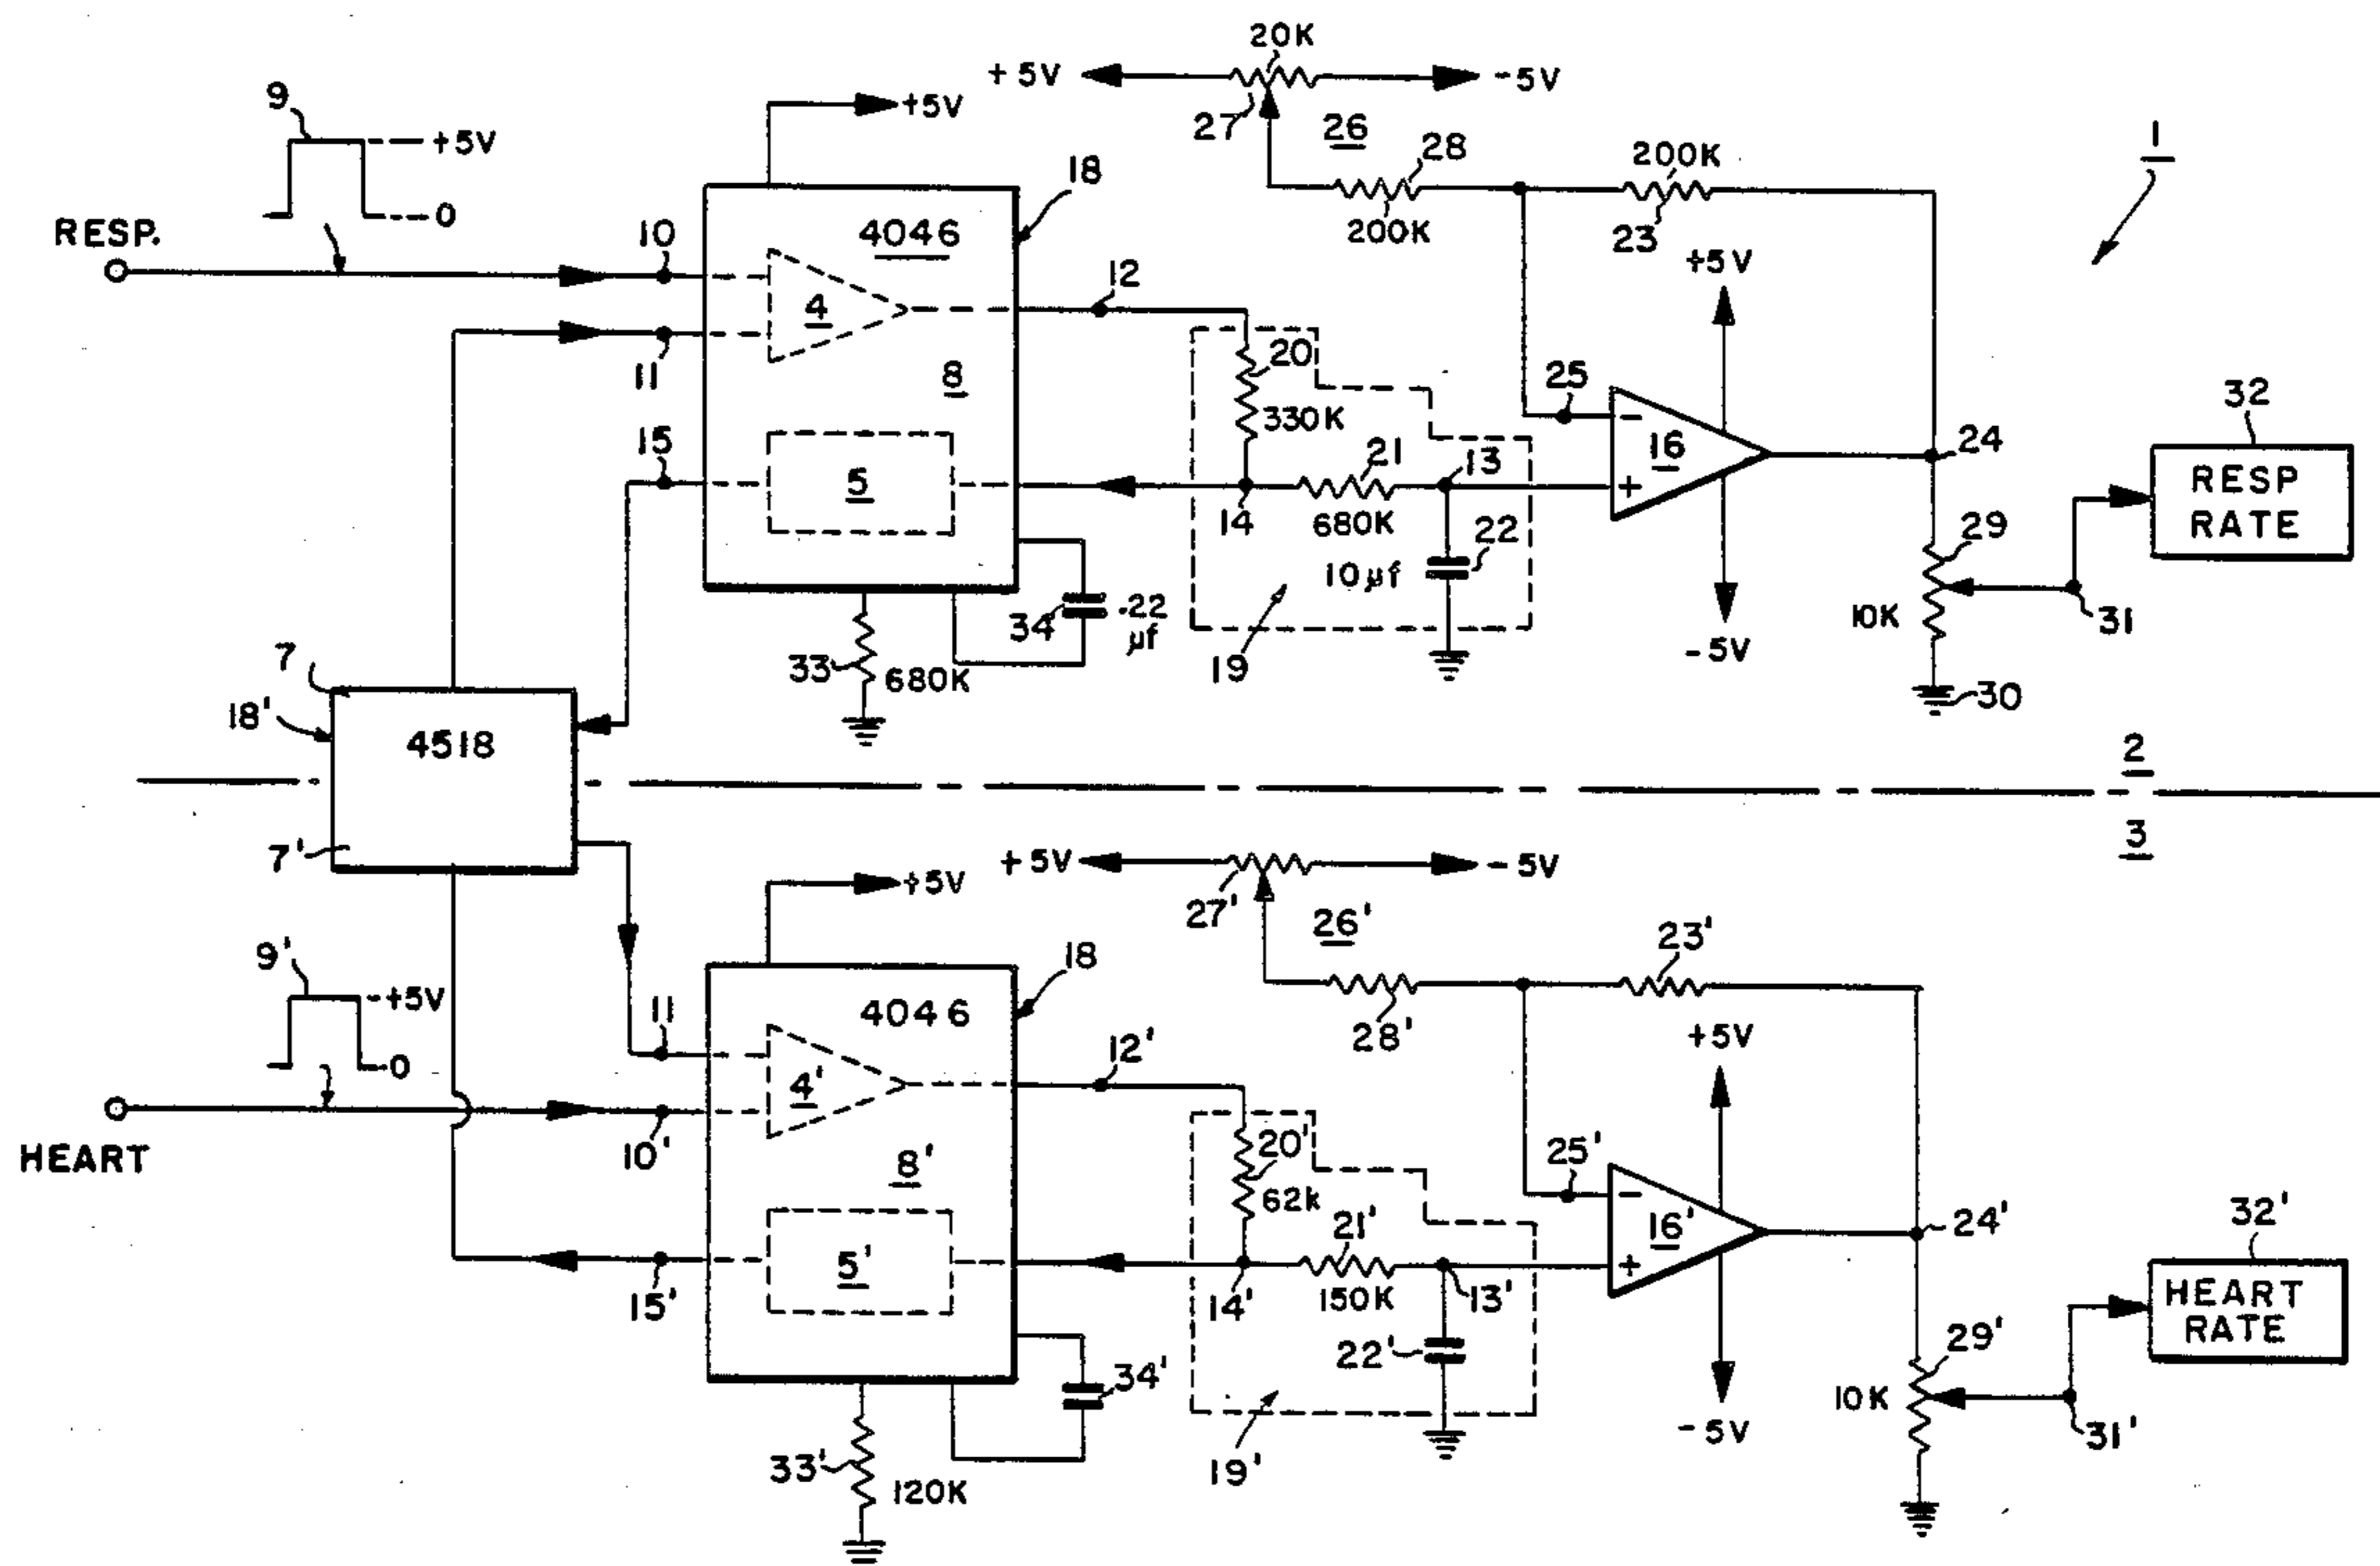 20K
+5V
-5V
9
+5V
27
26
28
200K
1
+5V
0
18
RESP.
10
4046
200K
23
+5V
12
4
11
8
20
25
32
330K
15
21
13
16
24
RESP
RATE
5
14
680K
22
29
10µf
34
.22
µf
10K
31
7
33
680K
19
-5V
30
18'
4518
2
7'
3
+5V
-5V
+5V
27'
26'
23'
9'
+5V
18
0
11
4046
28'
+5V
12'
4'
HEART
10'
8'
20'
25'
62k
21'
16'
24'
32'
15'
5'
14'
150K
13'
HEART
RATE
22'
29'
34'
10K
31'
-5V
33'
120K
19'